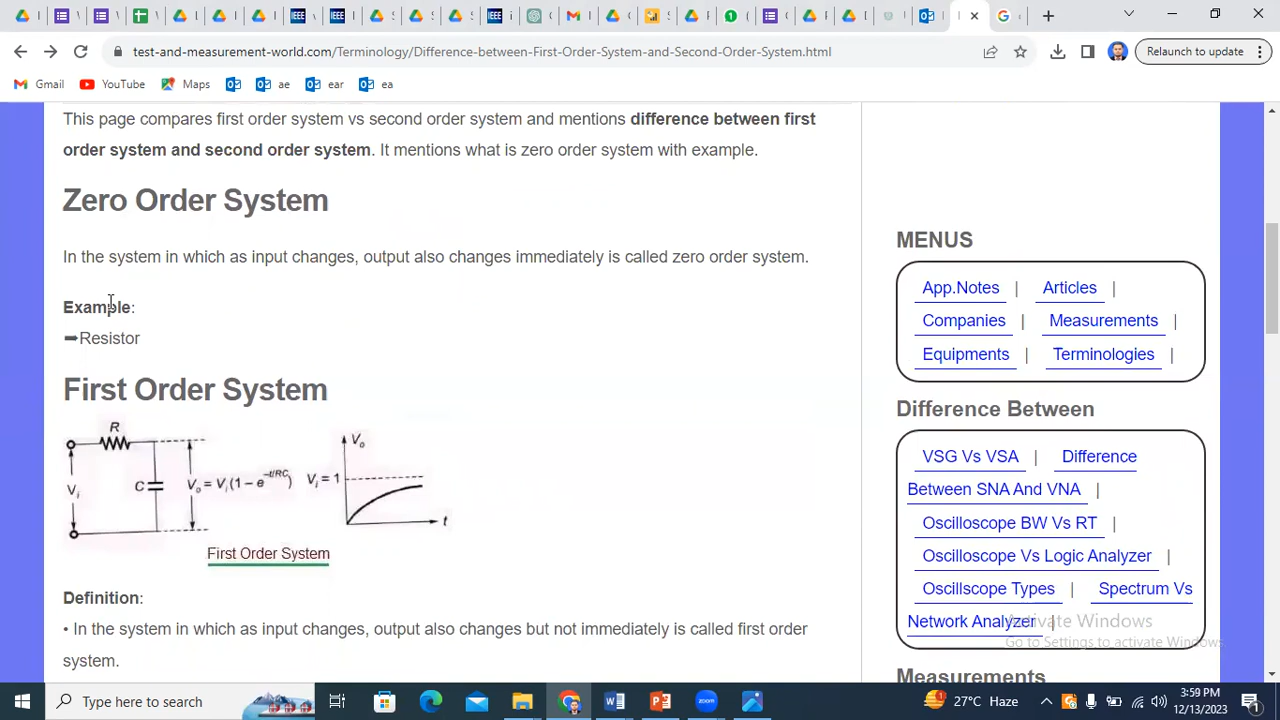 test-and-measurement-world.com/Terminology/Difference-between-First-Order-System-and-Second-Order-System.html
Relaunch to update
Gmail YouTube Maps ae ear ea
This page compares first order system vs second order system and mentions difference between first
order system and second order system. It mentions what is zero order system with example.
Zero Order System
In the system in which as input changes, output also changes immediately is called zero order system.
Example:
➡Resistor
First Order System
R
C
Vi
Vo = Vi(1 – e^-t/RC)
Vo
Vi = 1
t
First Order System
Definition:
• In the system in which as input changes, output also changes but not immediately is called first order
system.
MENUS
App.Notes | Articles |
Companies | Measurements |
Equipments | Terminologies |
Difference Between
VSG Vs VSA | Difference
Between SNA And VNA |
Oscilloscope BW Vs RT |
Oscilloscope Vs Logic Analyzer |
Oscillscope Types | Spectrum Vs
Network Analyzer |
Measurements
Activate Windows
Go to Settings to activate Windows.
Type here to search
27°C Haze
3:59 PM
12/13/2023